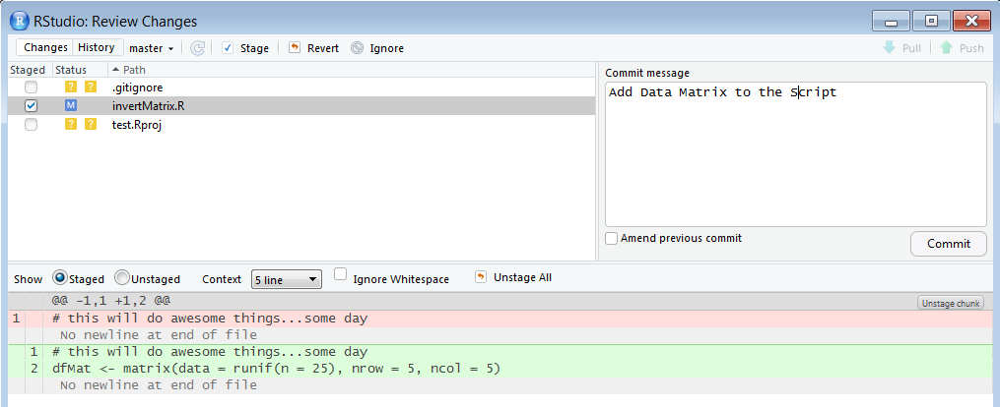 RStudio: Review Changes
Changes History master Stage Revert Ignore Pull Push
Staged Status Path
? ? .gitignore
M invertMatrix.R
? ? test.Rproj
Commit message
Add Data Matrix to the Script
Amend previous commit
Commit
Show Staged Unstaged Context 5 line Ignore Whitespace Unstage All
@@ -1,1 +1,2 @@ Unstage chunk
1 # this will do awesome things...some day
No newline at end of file
1 # this will do awesome things...some day
2 dfMat <- matrix(data = runif(n = 25), nrow = 5, ncol = 5)
No newline at end of file